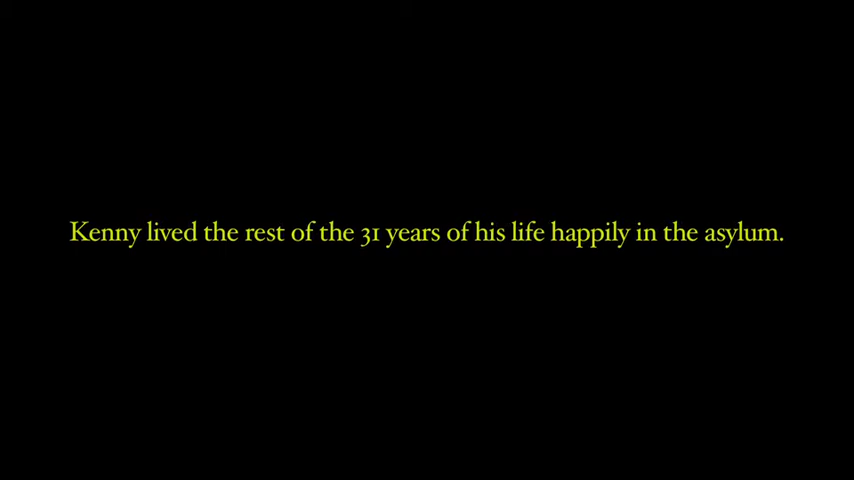 Kenny lived the rest of the 31 years of his life happily in the asylum.